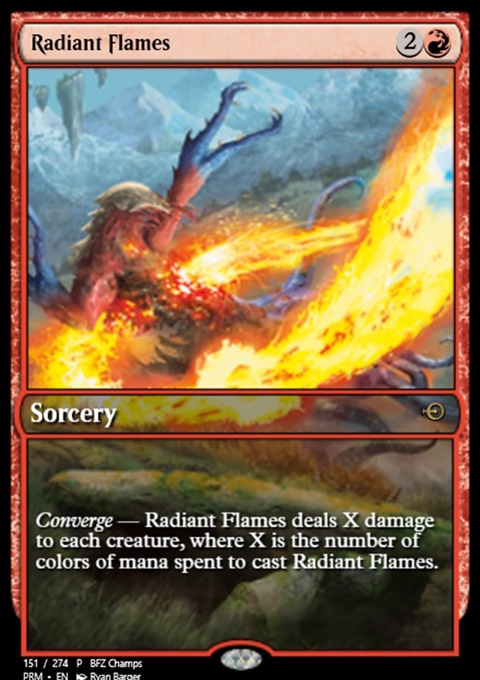 Radiant Flames 2
Sorcery
Converge — Radiant Flames deals X damage
to each creature, where X is the number of
colors of mana spent to cast Radiant Flames.
151 / 274 P BFZ Champs
PRM • EN Ryan Barger